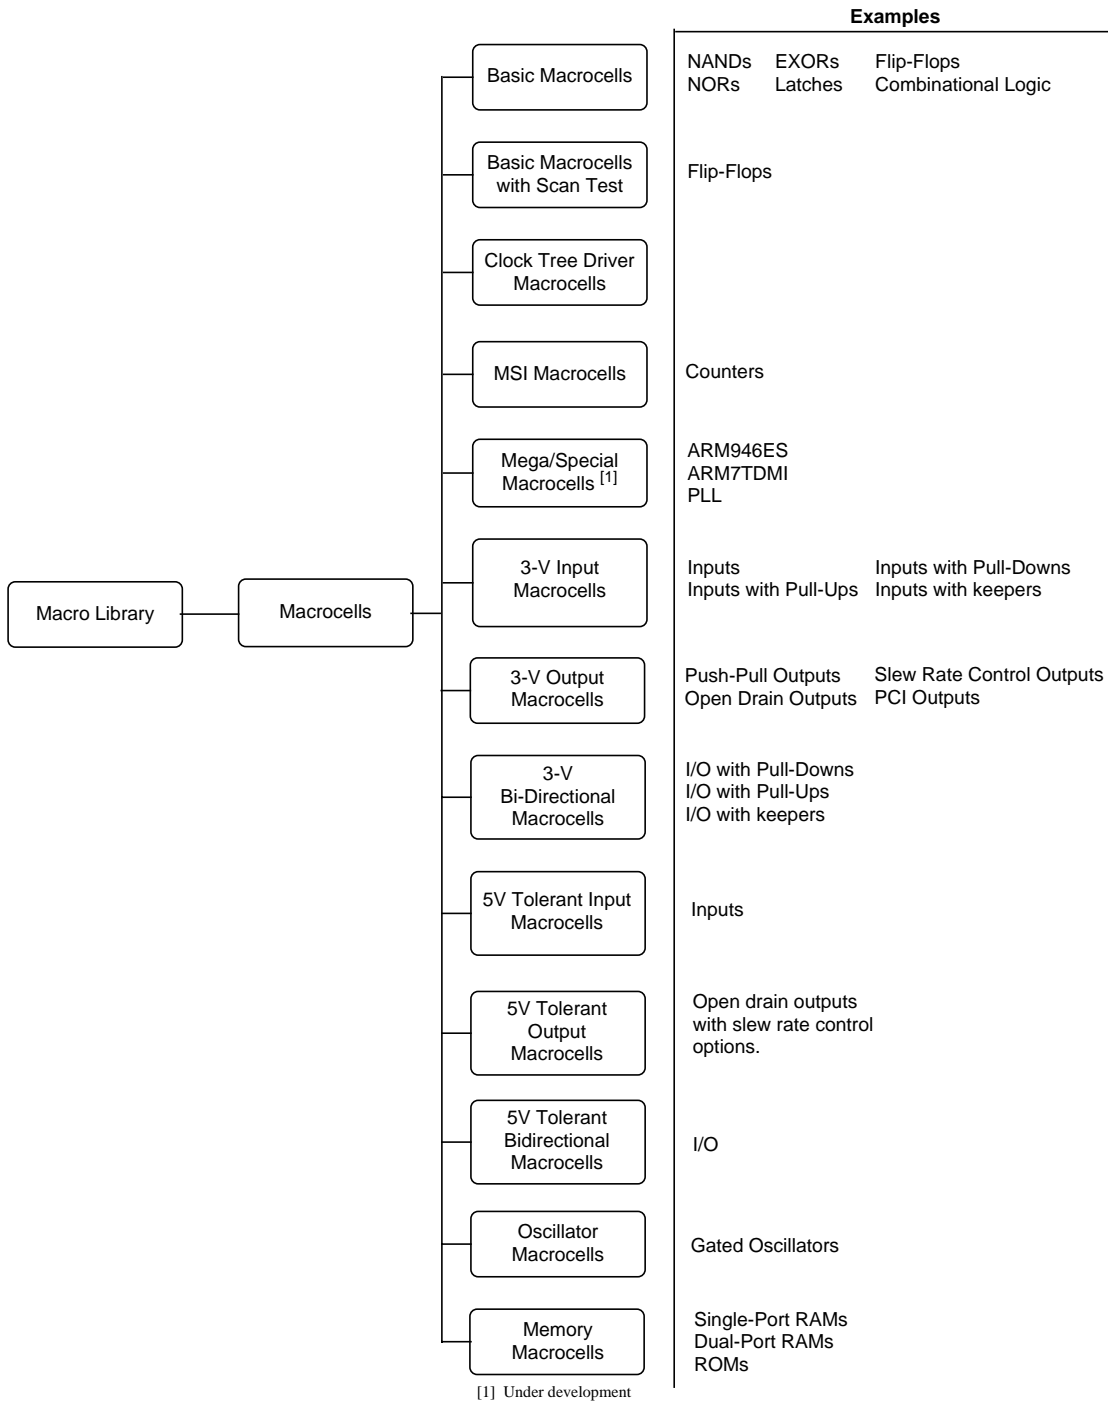 Examples
Basic Macrocells
NANDs EXORs Flip-Flops
NORs Latches Combinational Logic
Basic Macrocells
with Scan Test
Flip-Flops
Clock Tree Driver
Macrocells
MSI Macrocells
Counters
Mega/Special
Macrocells [1]
ARM946ES
ARM7TDMI
PLL
Macro Library
Macrocells
3-V Input
Macrocells
Inputs Inputs with Pull-Downs
Inputs with Pull-Ups Inputs with keepers
3-V Output
Macrocells
Push-Pull Outputs Slew Rate Control Outputs
Open Drain Outputs PCI Outputs
3-V
Bi-Directional
Macrocells
I/O with Pull-Downs
I/O with Pull-Ups
I/O with keepers
5V Tolerant Input
Macrocells
Inputs
5V Tolerant
Output
Macrocells
Open drain outputs
with slew rate control
options.
5V Tolerant
Bidirectional
Macrocells
I/O
Oscillator
Macrocells
Gated Oscillators
Memory
Macrocells
Single-Port RAMs
Dual-Port RAMs
ROMs
[1] Under development